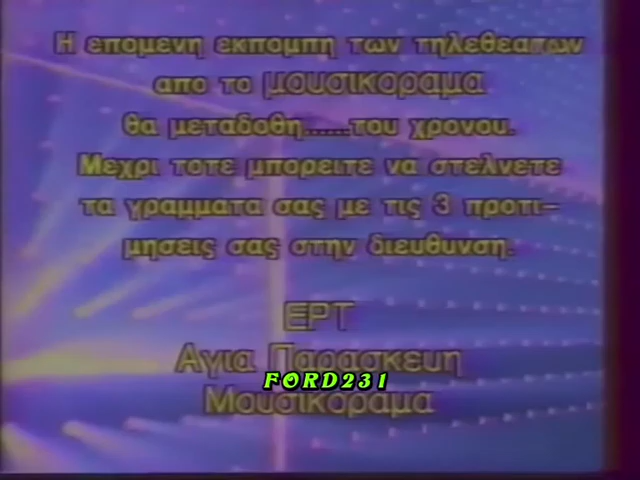 Η επομενη εκπομπη των τηλεθεατων
απο το μουσικοραμα
θα μεταδοθη......του χρονου.
Μεχρι τοτε μπορειτε να στελνετε
τα γραμματα σας με τις 3 προτι-
μησεις σας στην διευθυνση.
ΕΡΤ
Αγια Παρασκευη
FORD231
Μουσικοραμα